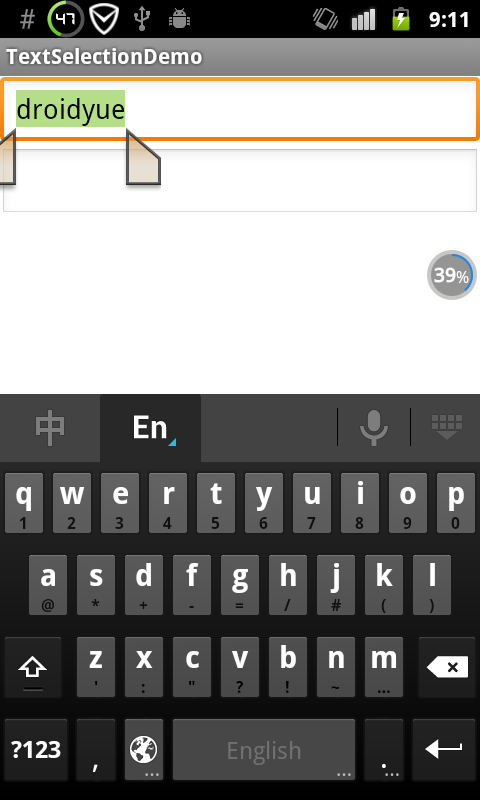 # 47 9:11
TextSelectionDemo
droidyue
39%
中 En
q w e r t y u i o p
1 2 3 4 5 6 7 8 9 0
a s d f g h j k l
@ * + - = / # ( )
z x c v b n m
' : " ? ! ~ ...
?123 , English .
... ... ...